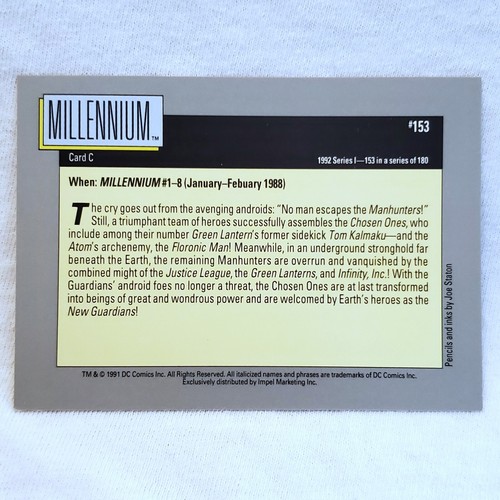 MILLENNIUM™
#153
Card C
1992 Series I—153 in a series of 180
When: MILLENNIUM #1–8 (January–Febuary 1988)
The cry goes out from the avenging androids: "No man escapes the Manhunters!"
Still, a triumphant team of heroes successfully assembles the Chosen Ones, who
include among their number Green Lantern's former sidekick Tom Kalmaku—and the
Atom's archenemy, the Floronic Man! Meanwhile, in an underground stronghold far
beneath the Earth, the remaining Manhunters are overrun and vanquished by the
combined might of the Justice League, the Green Lanterns, and Infinity, Inc.! With the
Guardians' android foes no longer a threat, the Chosen Ones are at last transformed
into beings of great and wondrous power and are welcomed by Earth's heroes as the
New Guardians!
Pencils and inks by Joe Staton
TM & © 1991 DC Comics Inc. All Rights Reserved. All italicized names and phrases are trademarks of DC Comics Inc.
Exclusively distributed by Impel Marketing Inc.